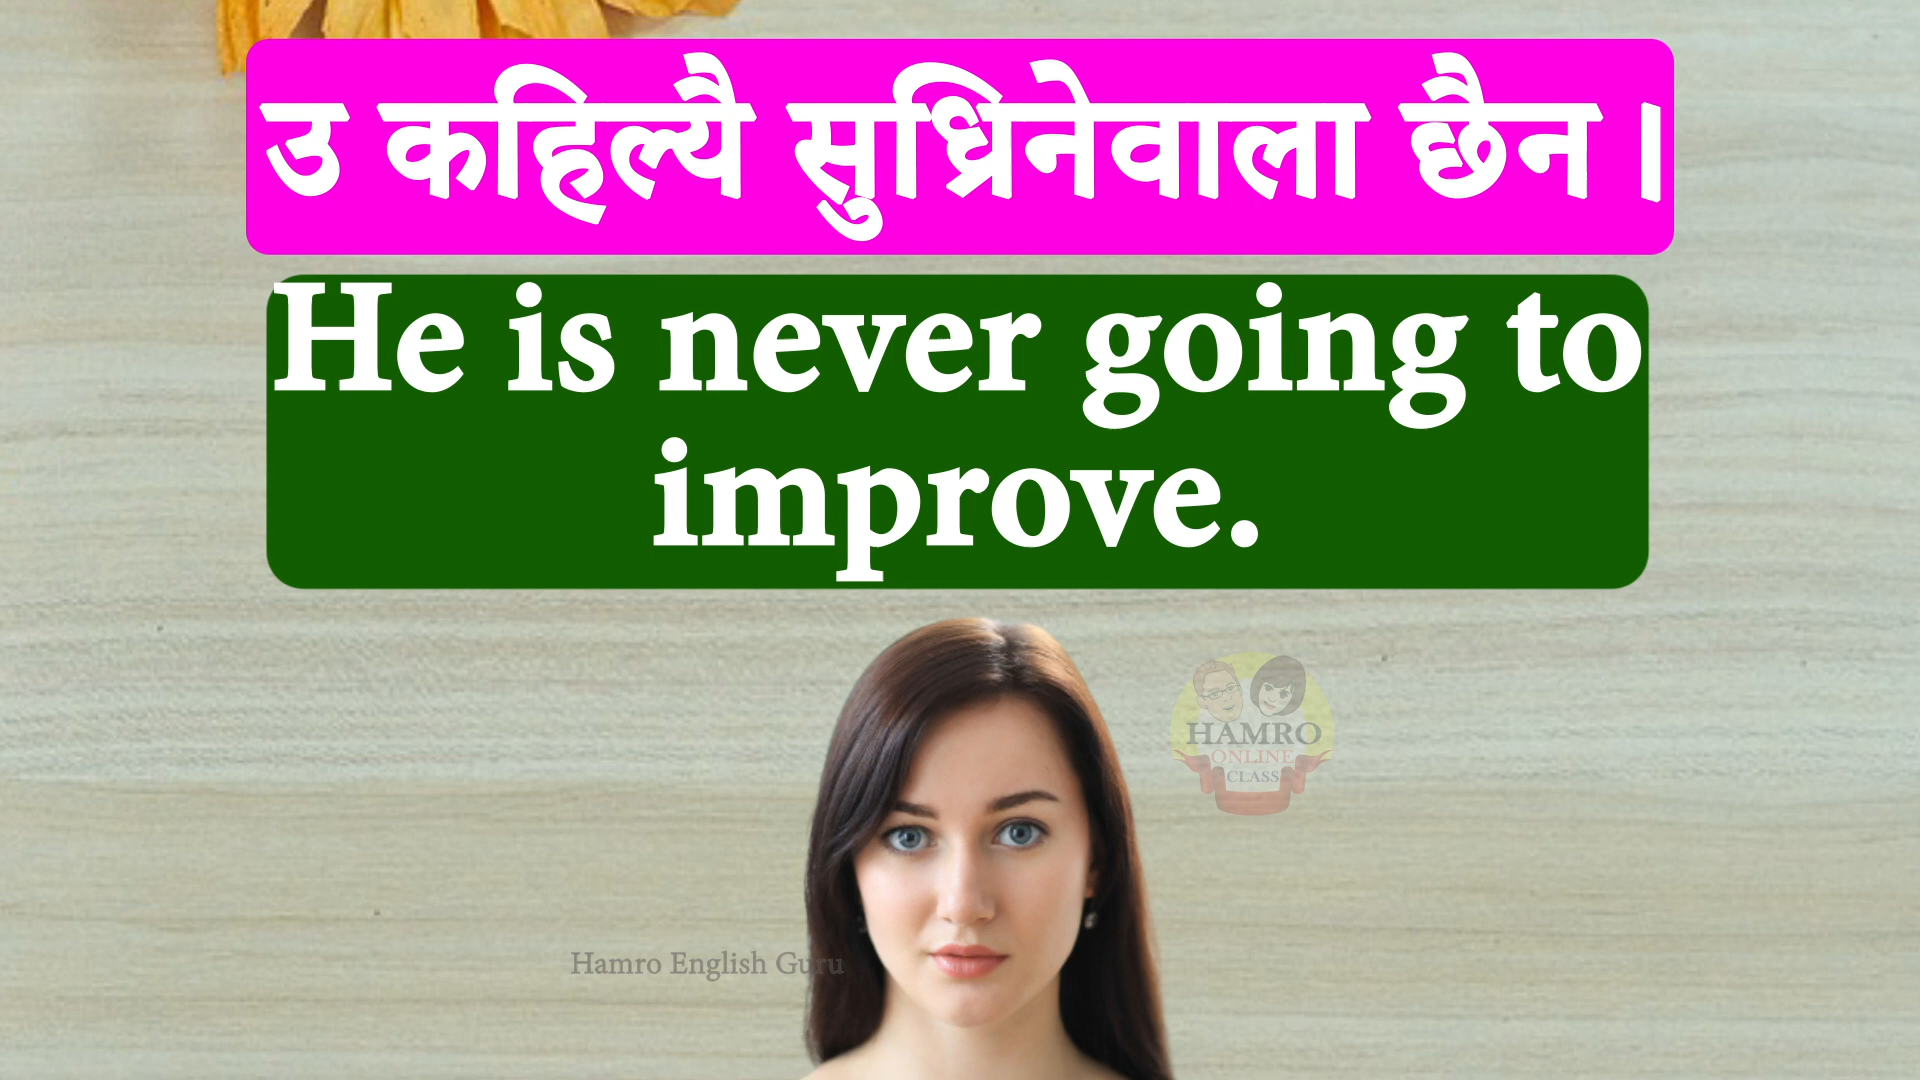 उ कहिल्यै सुध्रिनेवाला छैन ।
He is never going to
improve.
HAMRO
ONLINE
CLASS
Hamro English Guru